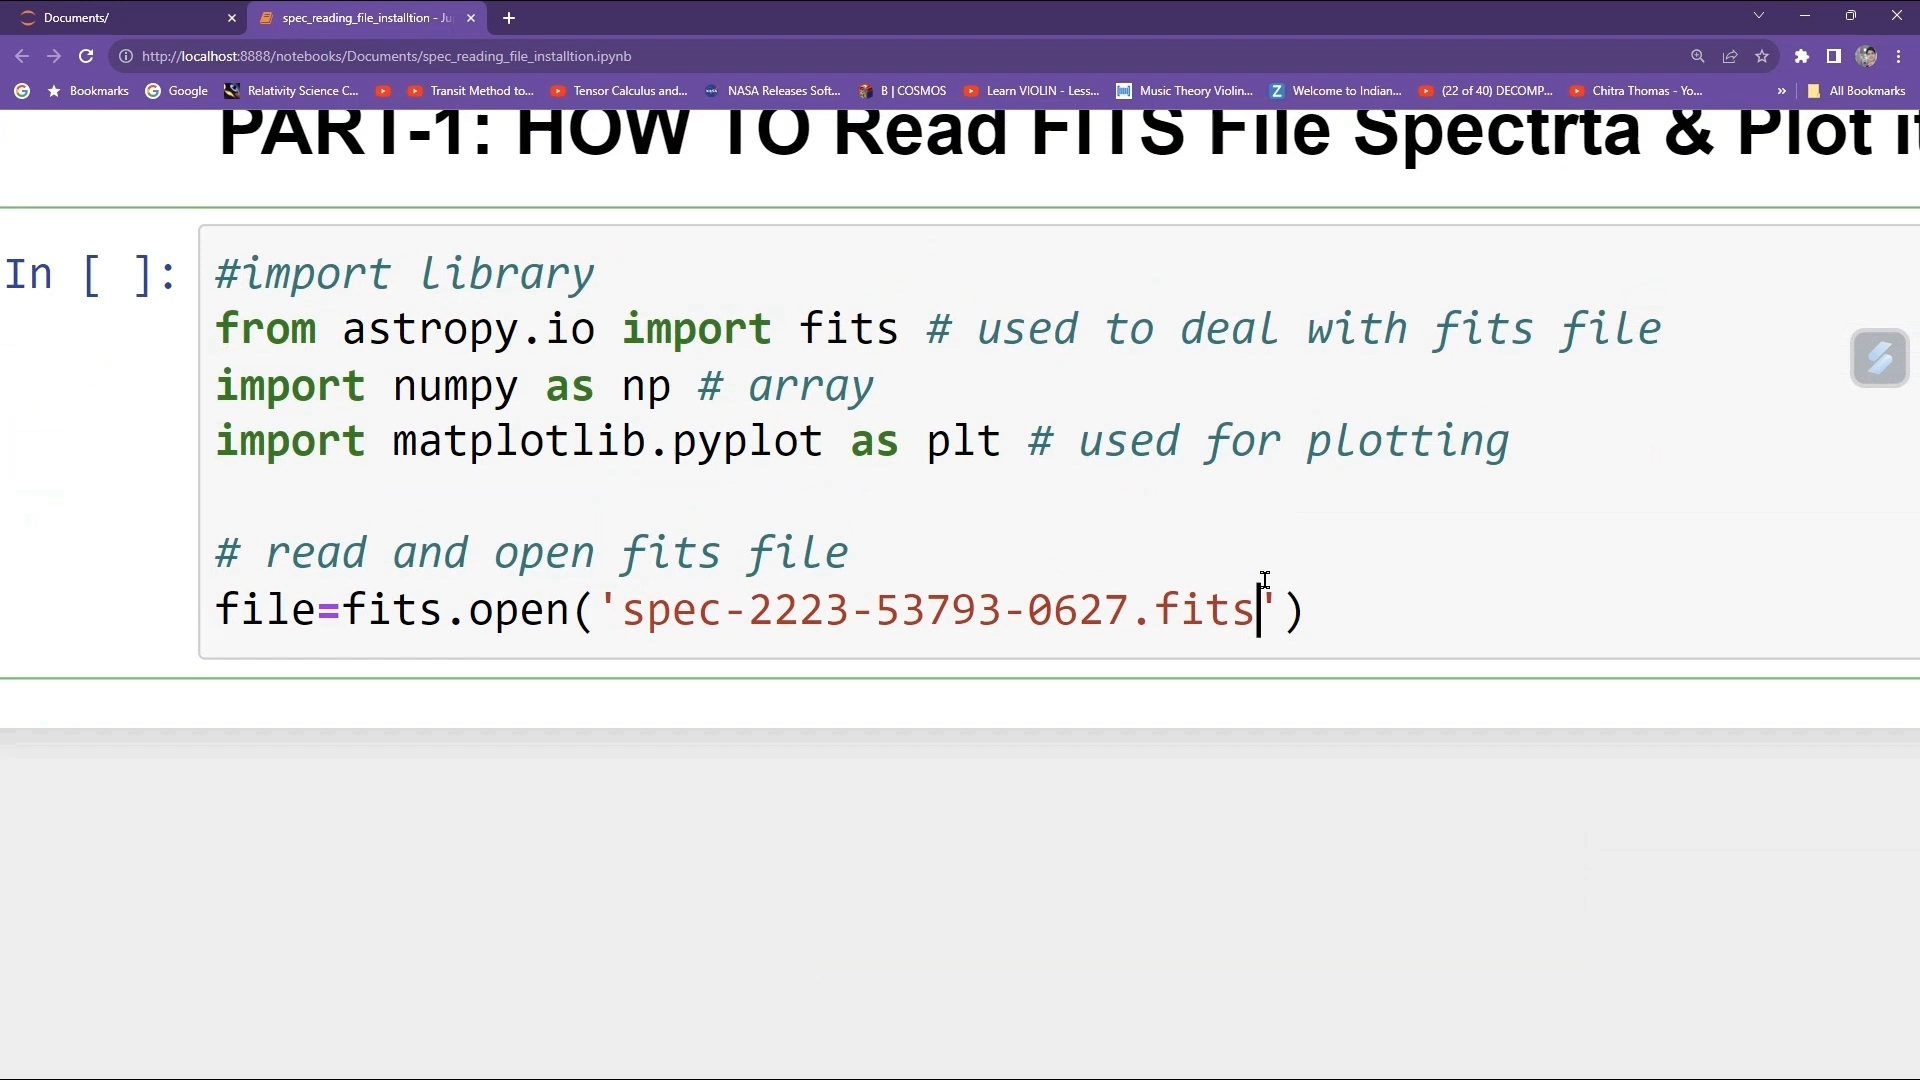 Documents/
spec_reading_file_installtion - Ju
http://localhost:8888/notebooks/Documents/spec_reading_file_installtion.ipynb
Bookmarks Google Relativity Science C... Transit Method to... Tensor Calculus and... NASA Releases Soft... B | COSMOS Learn VIOLIN - Less... Music Theory Violin... Welcome to Indian... (22 of 40) DECOMP... Chitra Thomas - Yo... » All Bookmarks
PART-1: HOW TO Read FITS File Spectrta & Plot it
In [ ]:
#import library
from astropy.io import fits # used to deal with fits file
import numpy as np # array
import matplotlib.pyplot as plt # used for plotting
# read and open fits file
file=fits.open('spec-2223-53793-0627.fits')